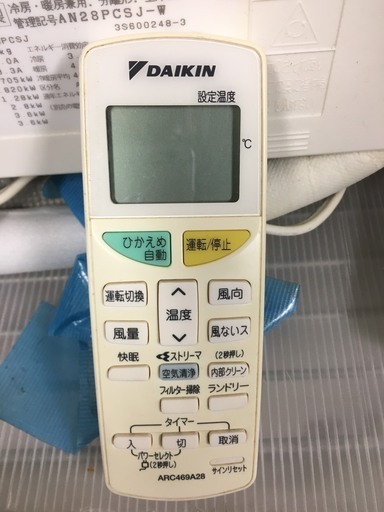 冷房・暖房兼用・分離形・
管理記号AN28PCSJ-W
3S600248-3
PCSJ
DAIKIN
設定温度
℃
ひかえめ
自動
運転/停止
運転切換
風向
温度
風量
風ないス
快眠
ストリーマ
(2秒押し)
空気清浄
内部クリーン
フィルター掃除
ランドリー
タイマー
入
切
取消
パワーセレクト
(2秒押し)
サインリセット
ARC469A28